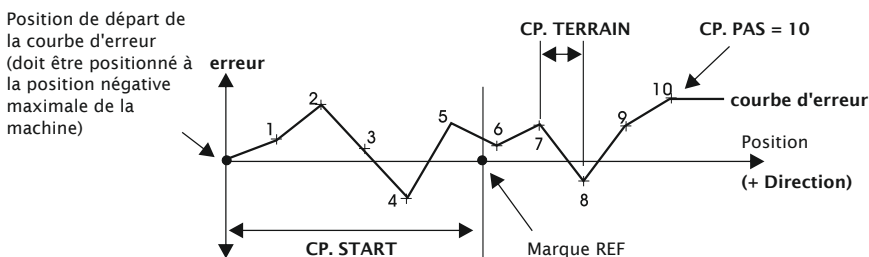 Position de départ de
la courbe d'erreur
(doit être positionné à
la position négative
maximale de la
machine)
erreur
CP. TERRAIN
CP. PAS = 10
1
2
3
4
5
6
7
8
9
10
courbe d'erreur
Position
(+ Direction)
CP. START
Marque REF